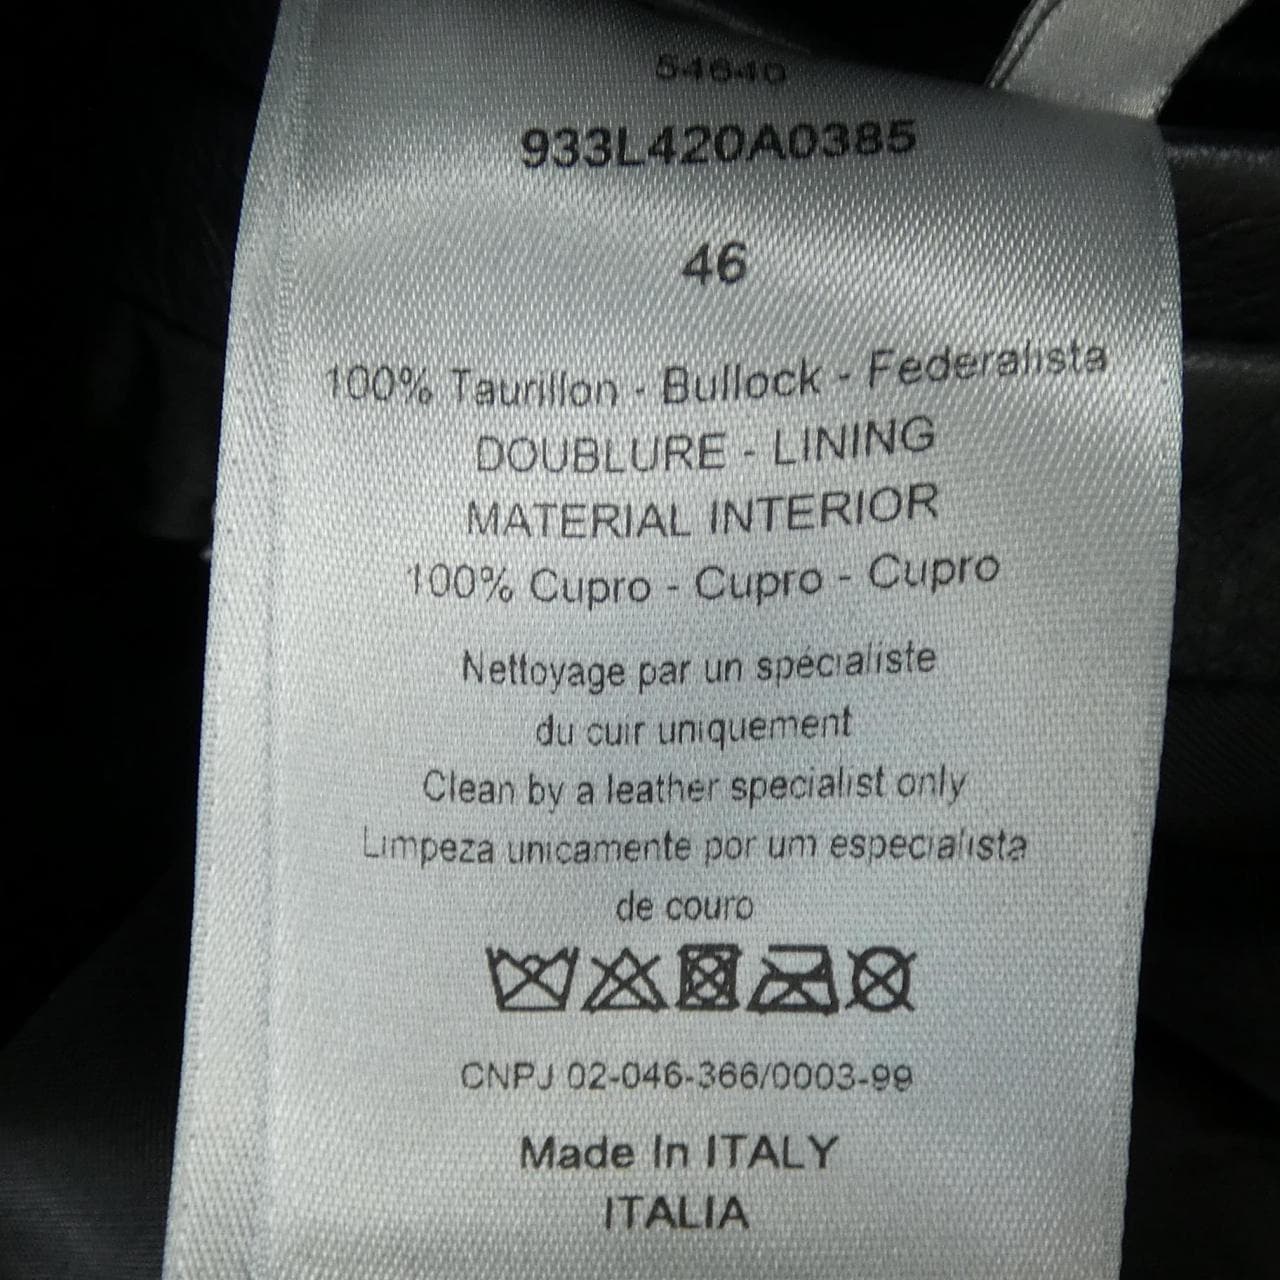 54640
933L420A0385
46
100% Taurillon - Bullock - Federalista
DOUBLURE - LINING
MATERIAL INTERIOR
100% Cupro - Cupro - Cupro
Nettoyage par un spécialiste
du cuir uniquement
Clean by a leather specialist only
Limpeza unicamente por um especialista
de couro
CNPJ 02-046-366/0003-99
Made In ITALY
ITALIA